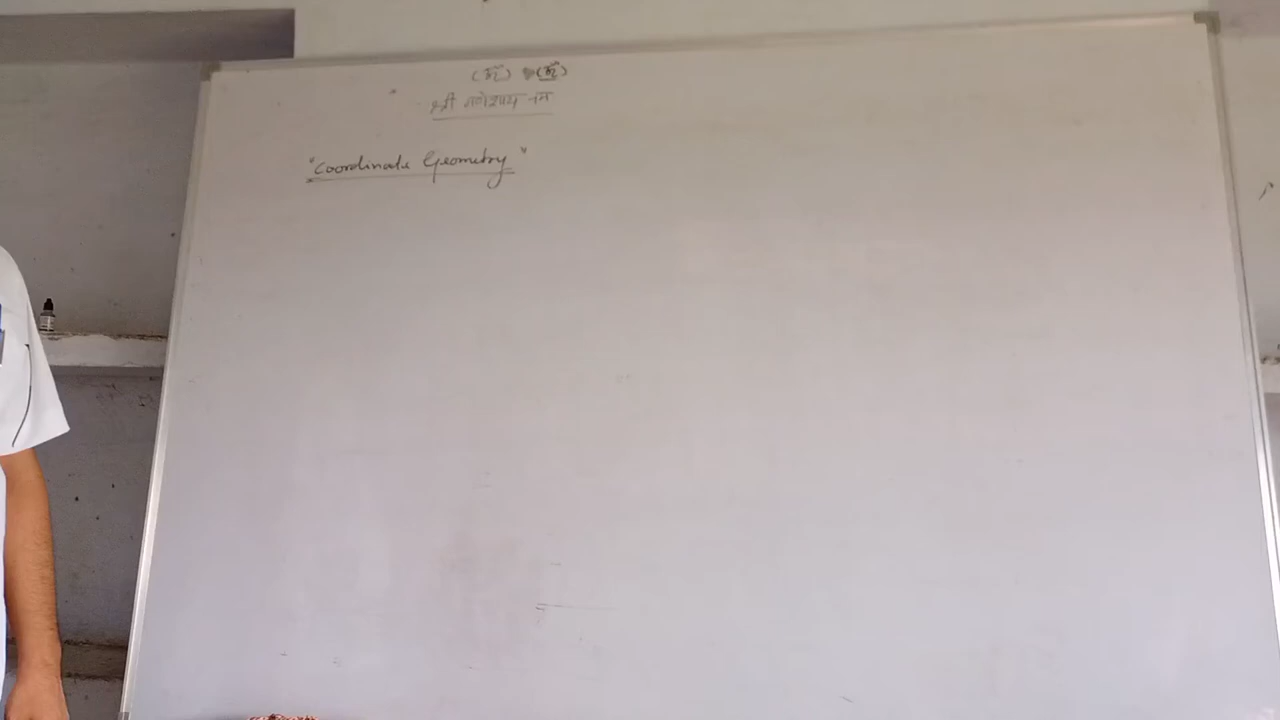 (ॐ) (ॐ)
श्री गणेशाय नम
"Coordinate Geometry"